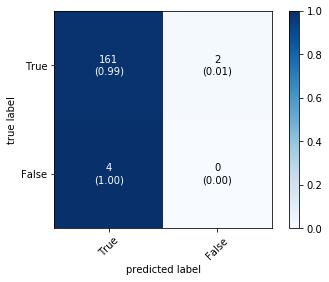 1.0
161
(0.99)
2
(0.01)
True
0.8
0.6
true label
0.4
4
(1.00)
0
(0.00)
False
0.2
0.0
True
False
predicted label